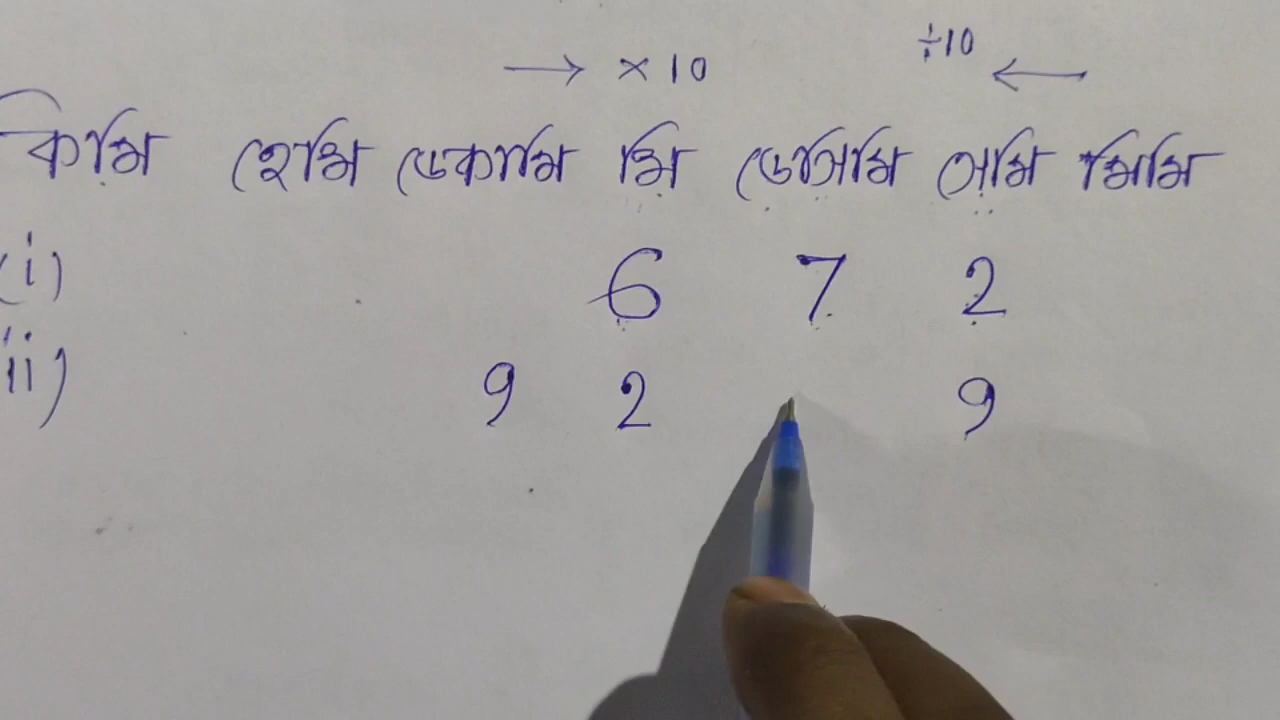 → × 10 ÷10 ←
কিমি হেমি ডেকামি মি ডেসিমি সেমি মিমি
(i) 6 7 2
ii) 9 2 9